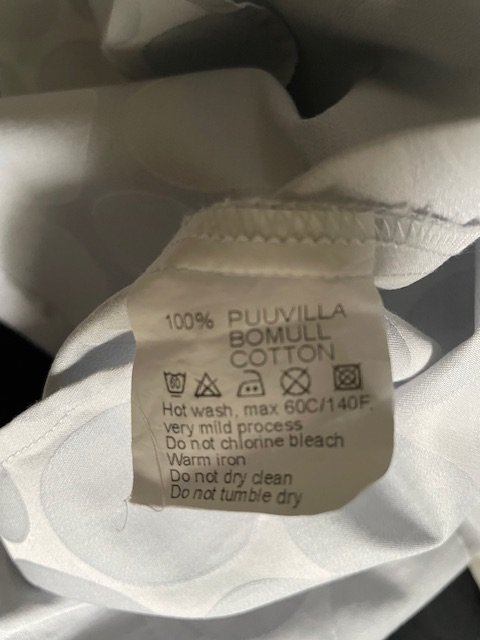 100% PUUVILLA
BOMULL
COTTON
60
Hot wash, max 60C/140F.
very mild process
Do not chlorine bleach
Warm iron
Do not dry clean
Do not tumble dry